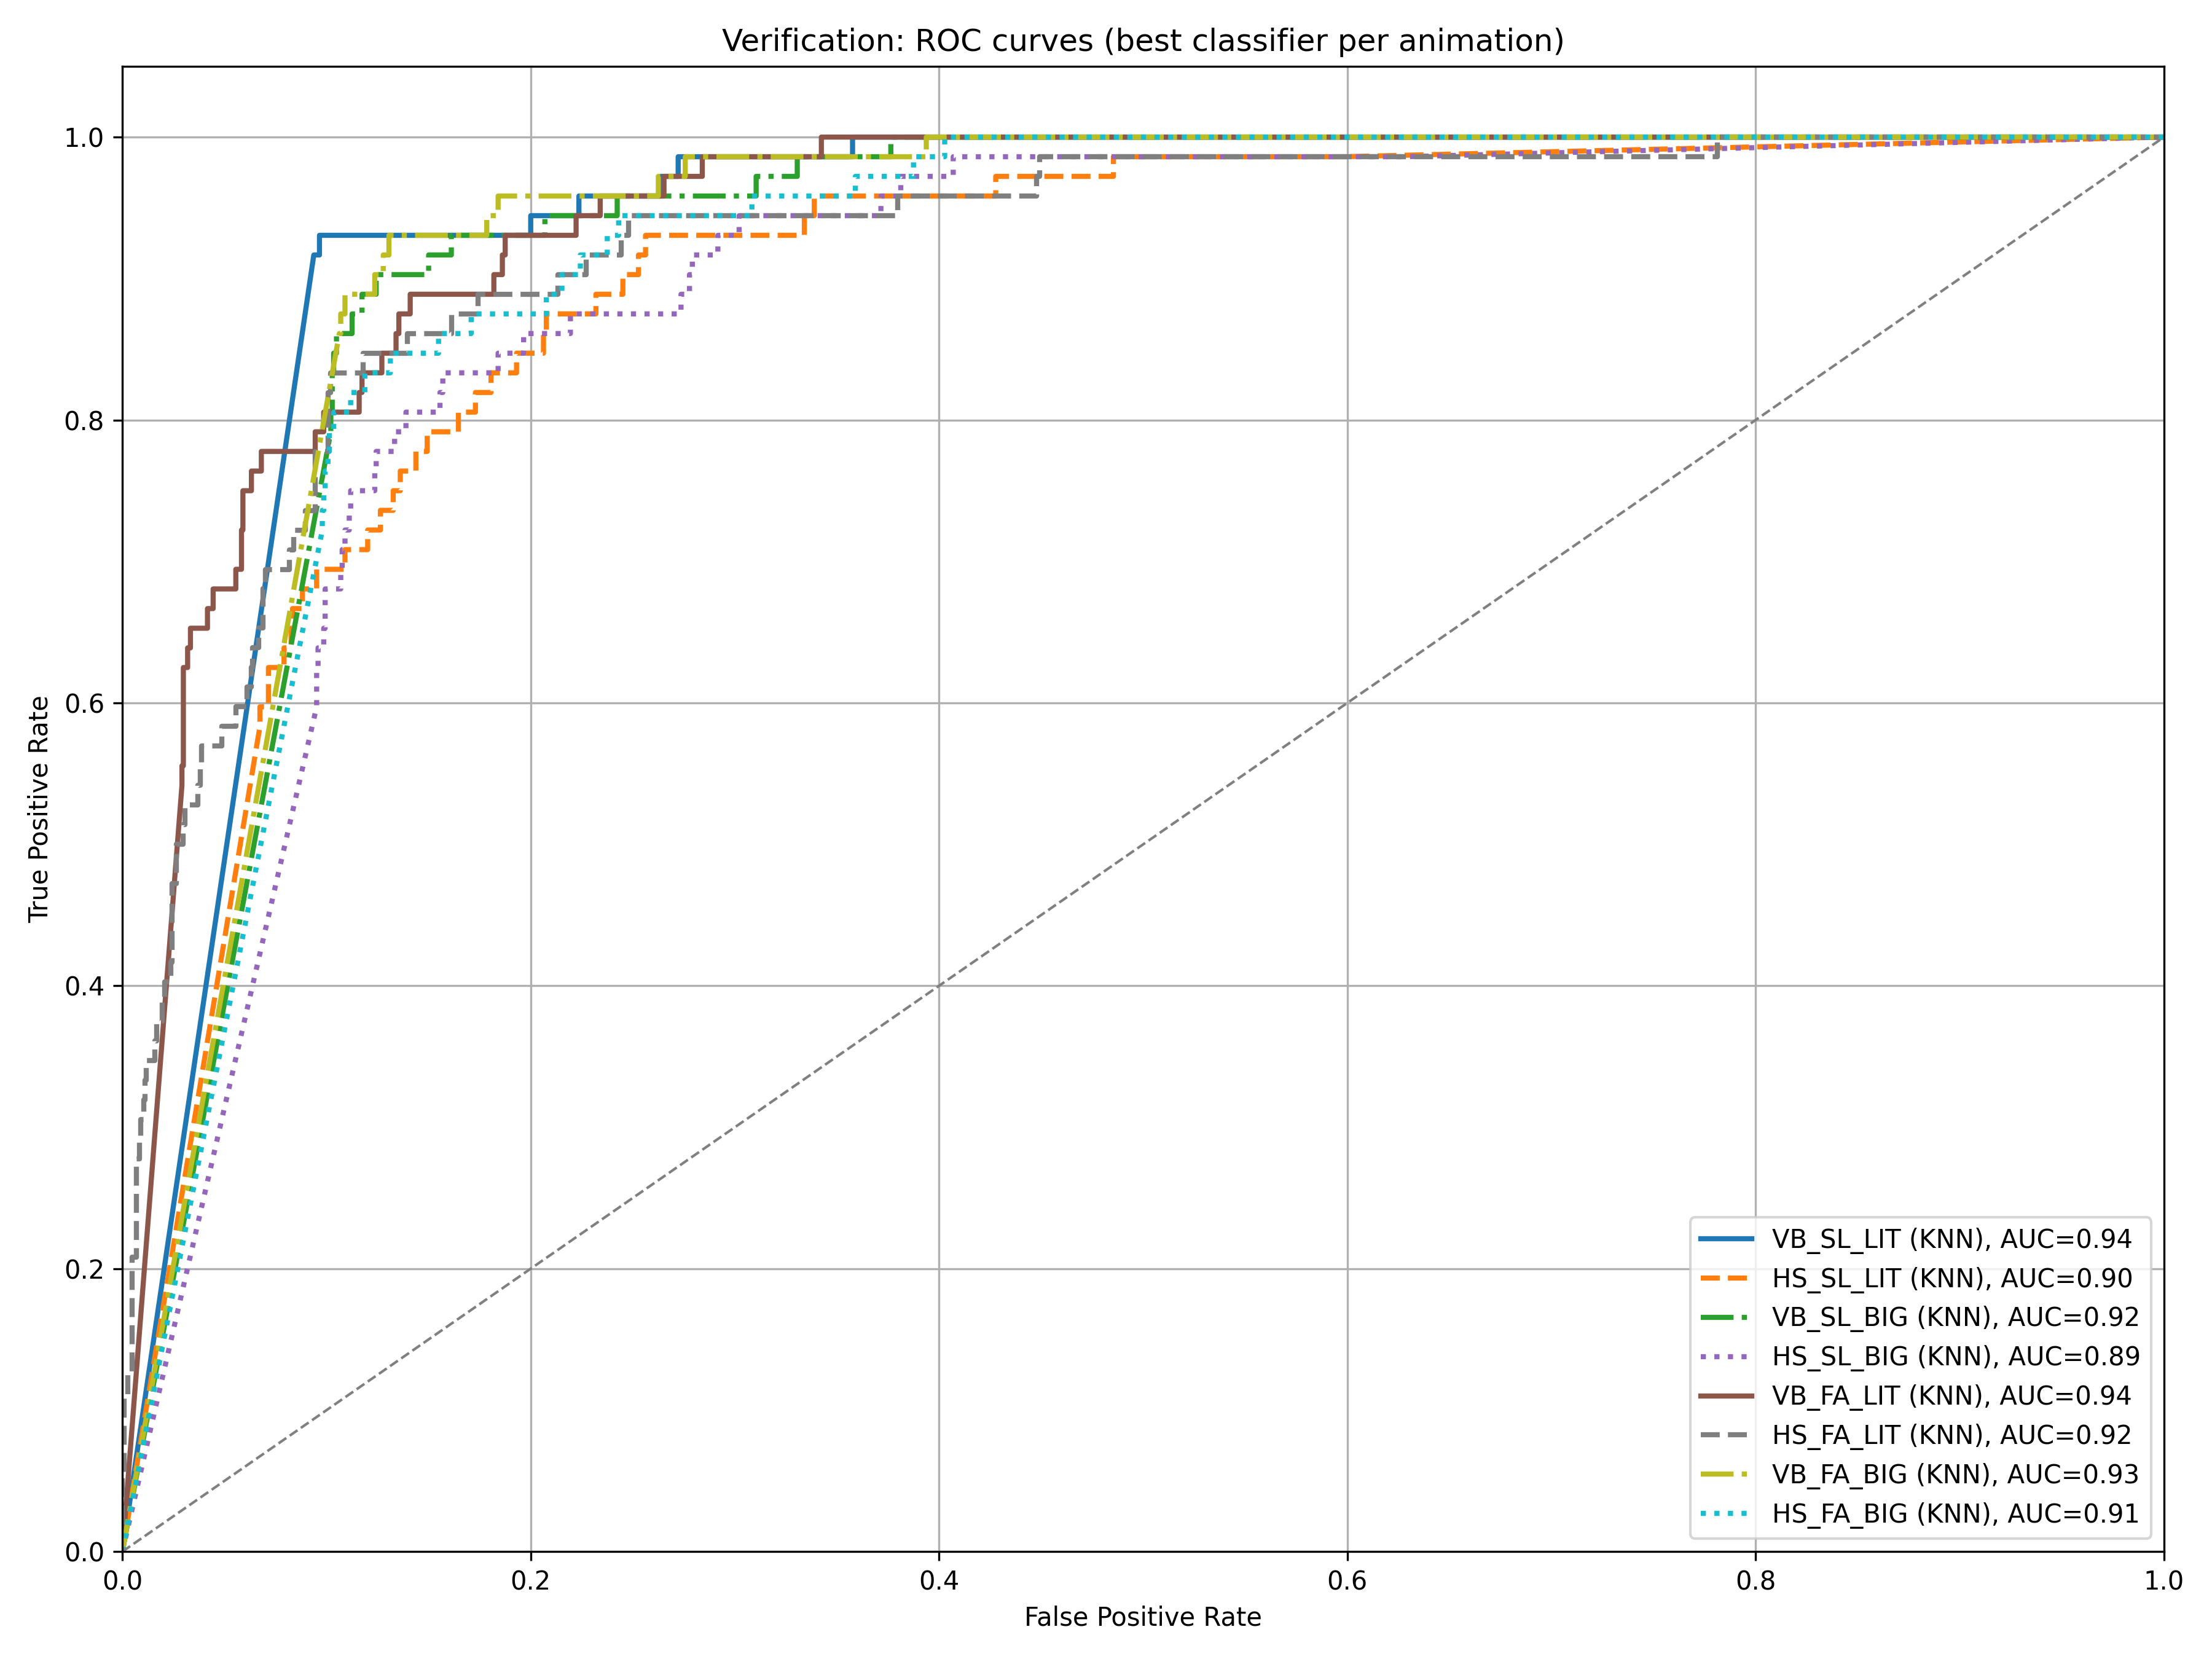 Verification: ROC curves (best classifier per animation)
1.0
0.8
0.6
0.4
0.2
0.0
True Positive Rate
0.0 0.2 0.4 0.6 0.8 1.0
False Positive Rate
VB_SL_LIT (KNN), AUC=0.94
HS_SL_LIT (KNN), AUC=0.90
VB_SL_BIG (KNN), AUC=0.92
HS_SL_BIG (KNN), AUC=0.89
VB_FA_LIT (KNN), AUC=0.94
HS_FA_LIT (KNN), AUC=0.92
VB_FA_BIG (KNN), AUC=0.93
HS_FA_BIG (KNN), AUC=0.91